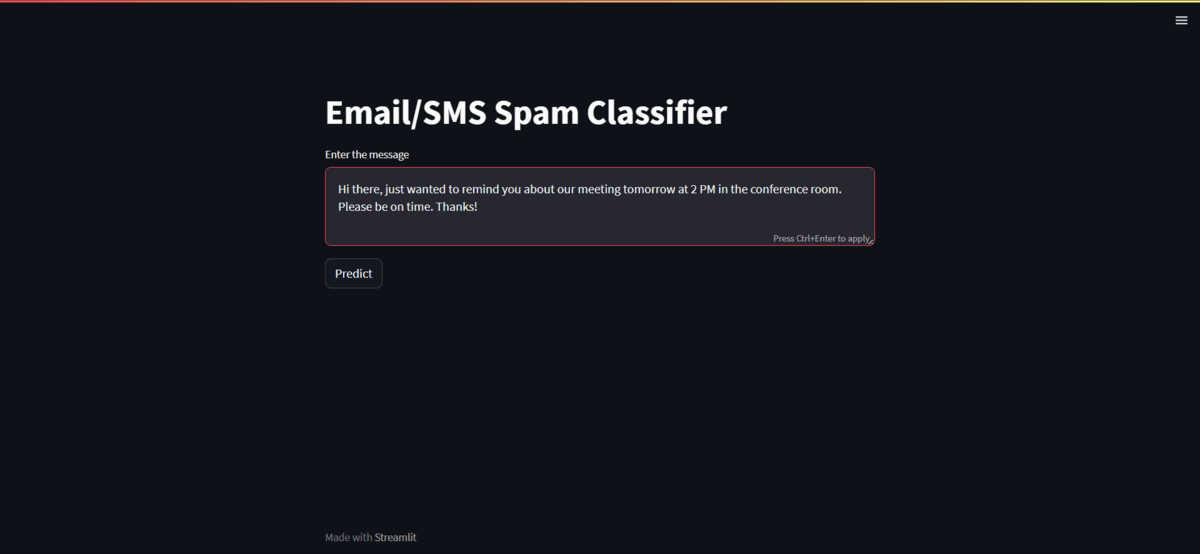 Email/SMS Spam Classifier
Enter the message
Hi there, just wanted to remind you about our meeting tomorrow at 2 PM in the conference room.
Please be on time. Thanks!
Press Ctrl+Enter to apply
Predict
Made with Streamlit